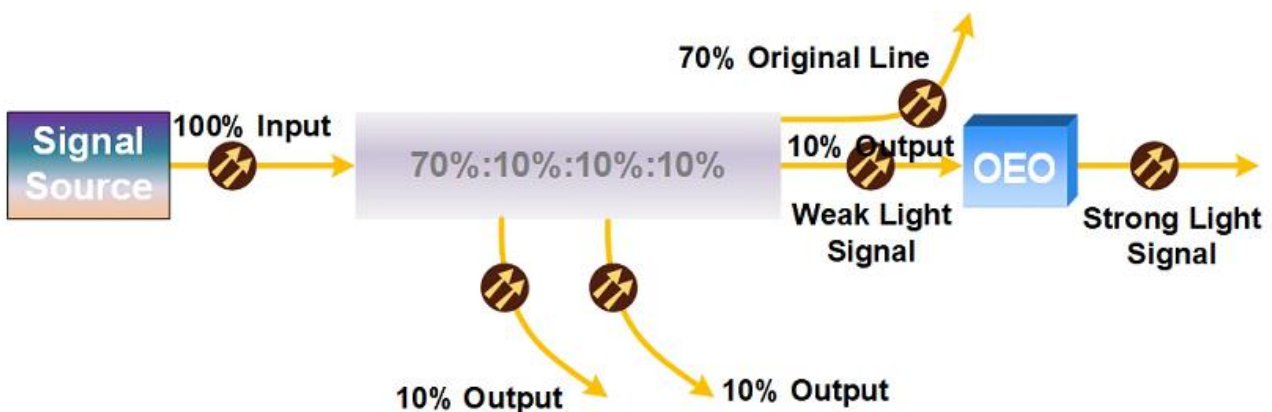 70% Original Line
Signal
Source
100% Input
70%:10%:10%:10%
10% Output
OEO
Weak Light
Signal
Strong Light
Signal
10% Output
10% Output